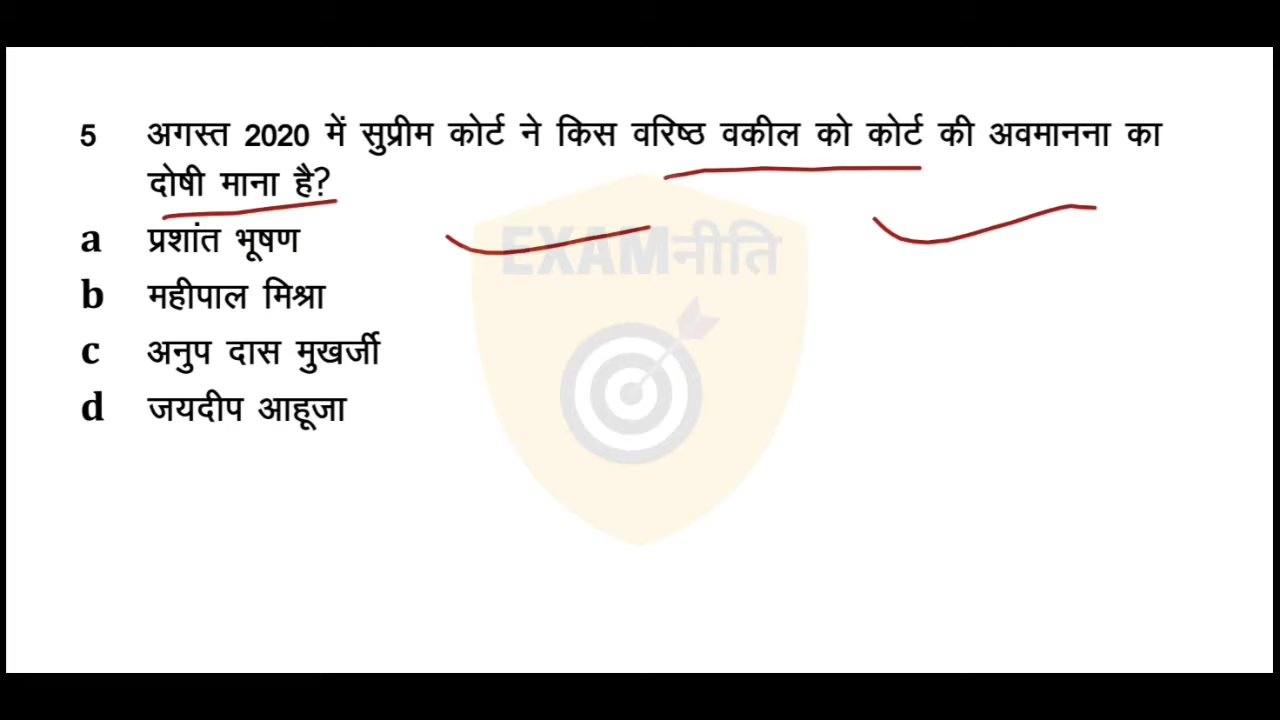 5 अगस्त 2020 में सुप्रीम कोर्ट ने किस वरिष्ठ वकील को कोर्ट की अवमानना का
दोषी माना है?
a प्रशांत भूषण
b महीपाल मिश्रा
c अनुप दास मुखर्जी
d जयदीप आहूजा
EXAMनीति